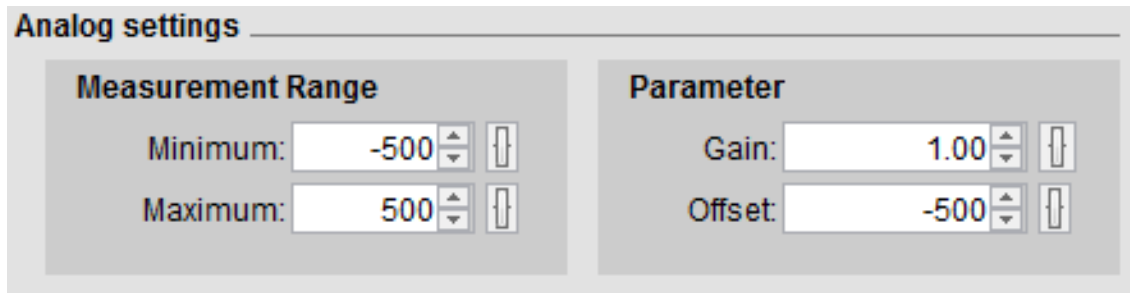 Analog settings
Measurement Range
Minimum: -500
Maximum: 500
Parameter
Gain: 1.00
Offset: -500